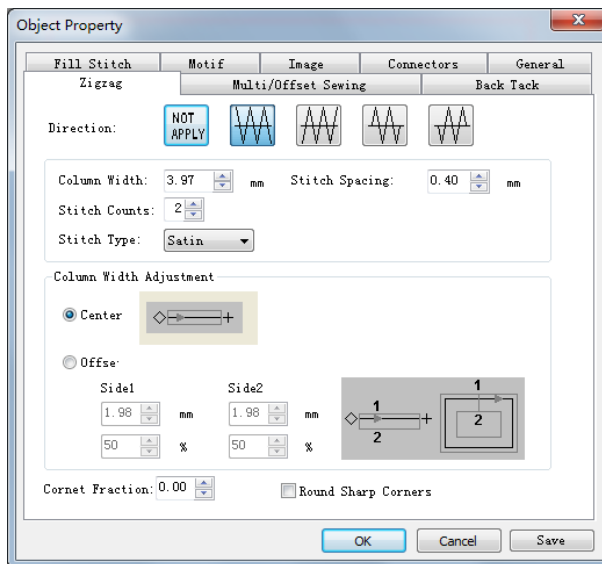 Object Property
Fill Stitch Motif Image Connectors General
Zigzag Multi/Offset Sewing Back Tack
Direction: NOT APPLY
Column Width: 3.97 mm Stitch Spacing: 0.40 mm
Stitch Counts: 2
Stitch Type: Satin
Column Width Adjustment
Center
Offse
Side1 Side2
1.98 mm 1.98 mm 1 1
50 % 50 % 2 2
Cornet Fraction: 0.00 Round Sharp Corners
OK Cancel Save